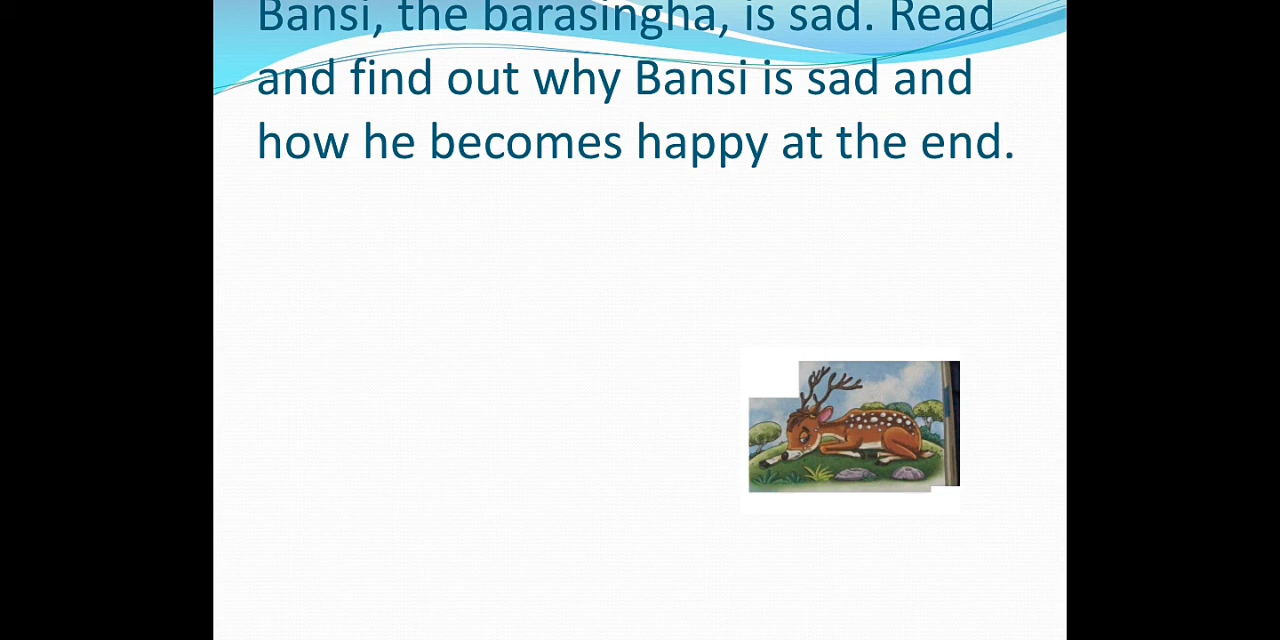 Bansi, the barasingha, is sad. Read
and find out why Bansi is sad and
how he becomes happy at the end.